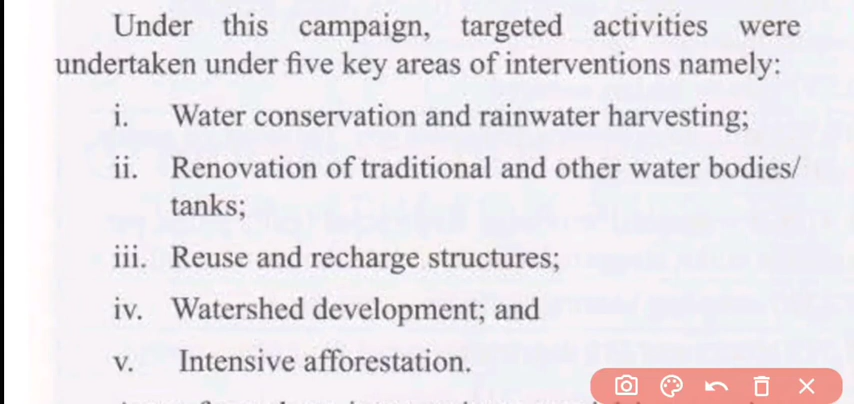 Under this campaign, targeted activities were
undertaken under five key areas of interventions namely:
i. Water conservation and rainwater harvesting;
ii. Renovation of traditional and other water bodies/
tanks;
iii. Reuse and recharge structures;
iv. Watershed development; and
v. Intensive afforestation.